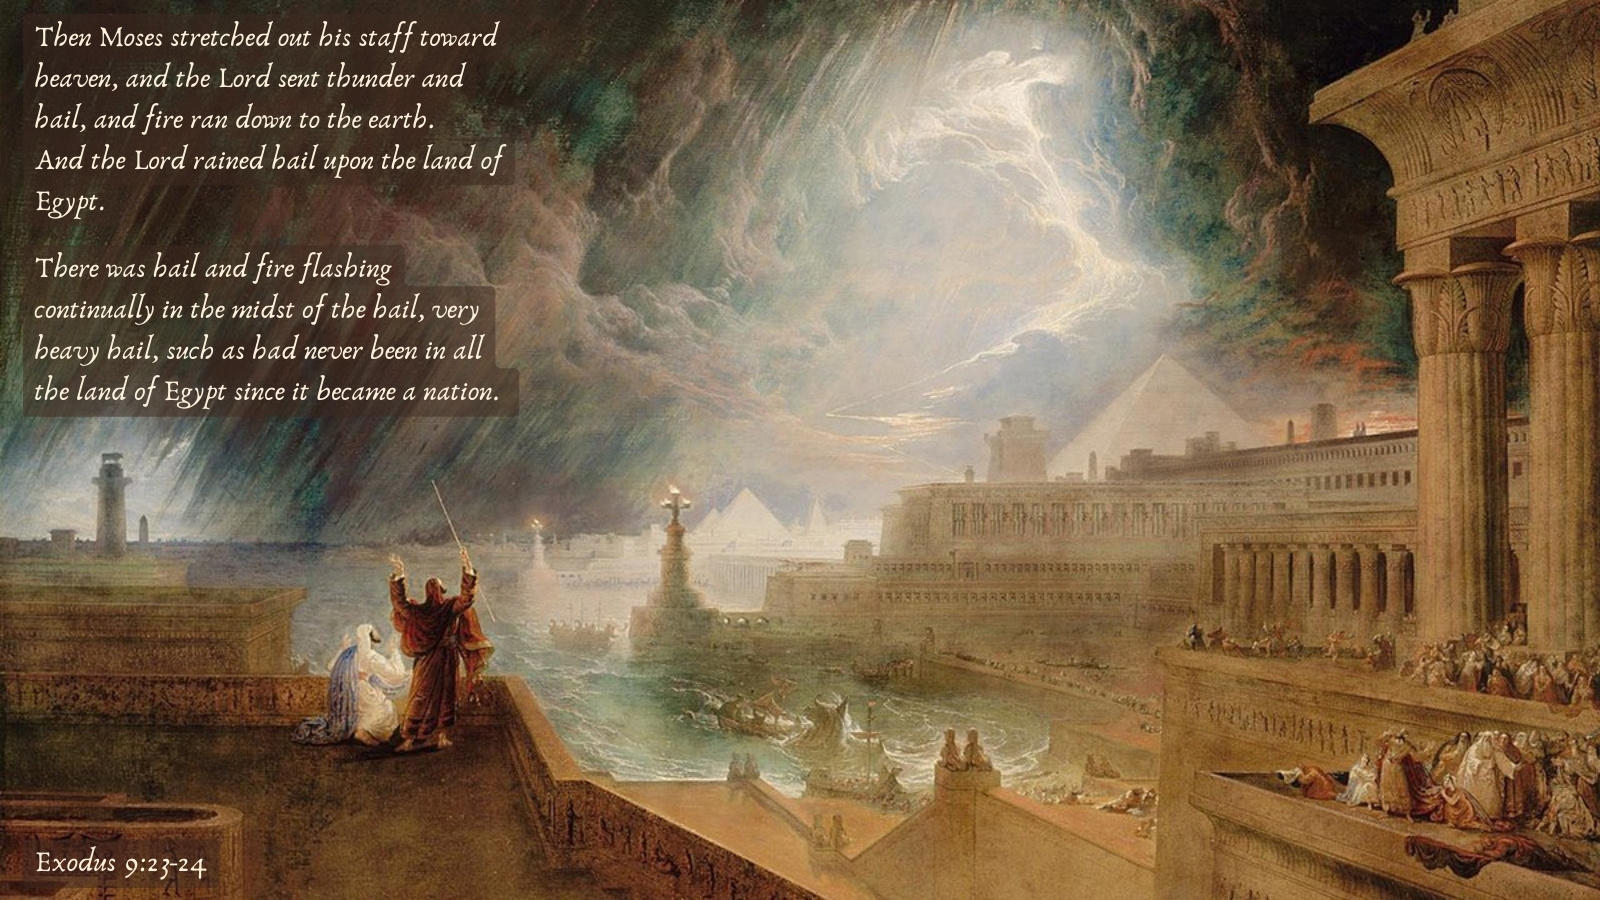 Then Moses stretched out his staff toward
heaven, and the Lord sent thunder and
hail, and fire ran down to the earth.
And the Lord rained hail upon the land of
Egypt.
There was hail and fire flashing
continually in the midst of the hail, very
heavy hail, such as had never been in all
the land of Egypt since it became a nation.
Exodus 9:23-24